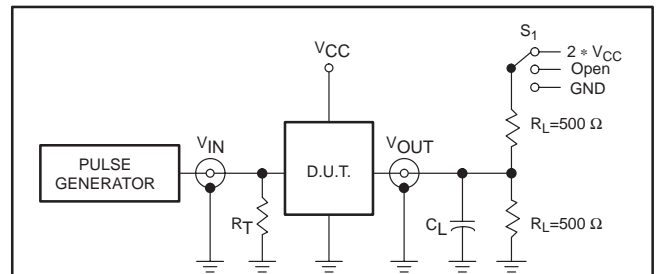 S1
2 * VCC
Open
GND
VCC
RL=500 Ω
VIN
VOUT
PULSE
GENERATOR
D.U.T.
RT
CL
RL=500 Ω